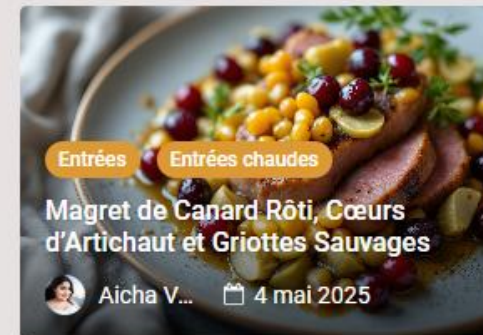 Entrées Entrées chaudes
Magret de Canard Rôti, Cœurs
d’Artichaut et Griottes Sauvages
Aicha V... 4 mai 2025